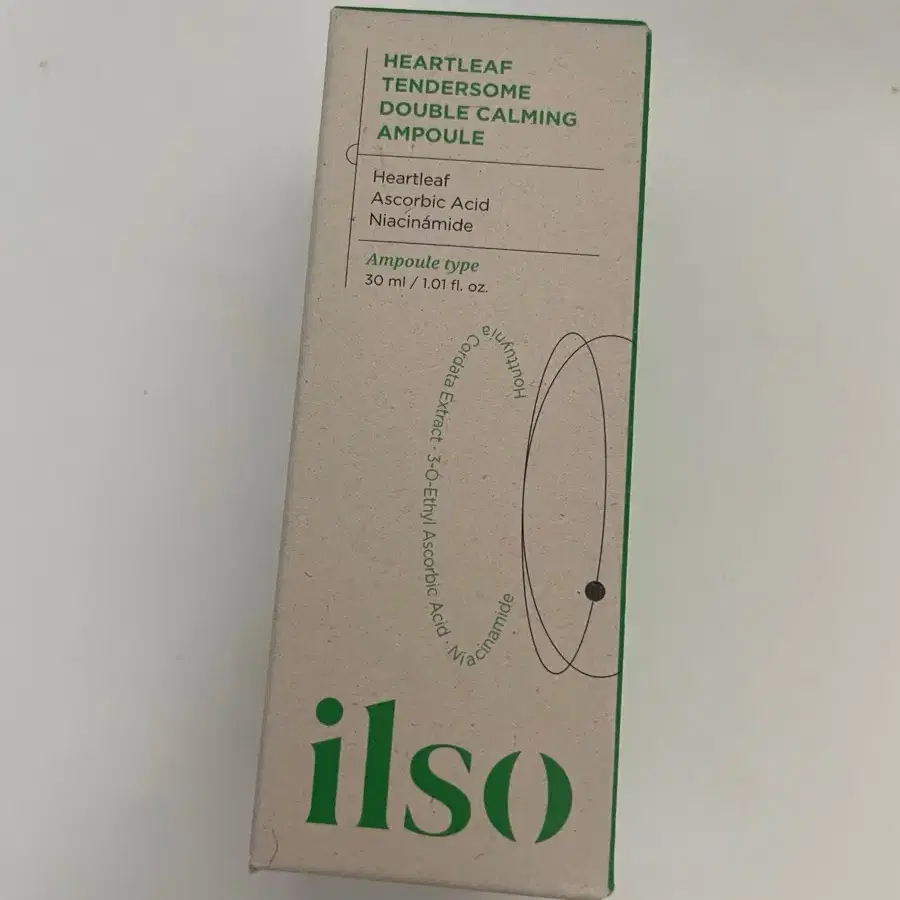 HEARTLEAF
TENDERSOME
DOUBLE CALMING
AMPOULE
Heartleaf
Ascorbic Acid
Niacinámide
Ampoule type
30 ml / 1.01 fl. oz.
Houttuynia Cordata Extract · 3-O-Ethyl Ascorbic Acid · Niacinamide
ilso